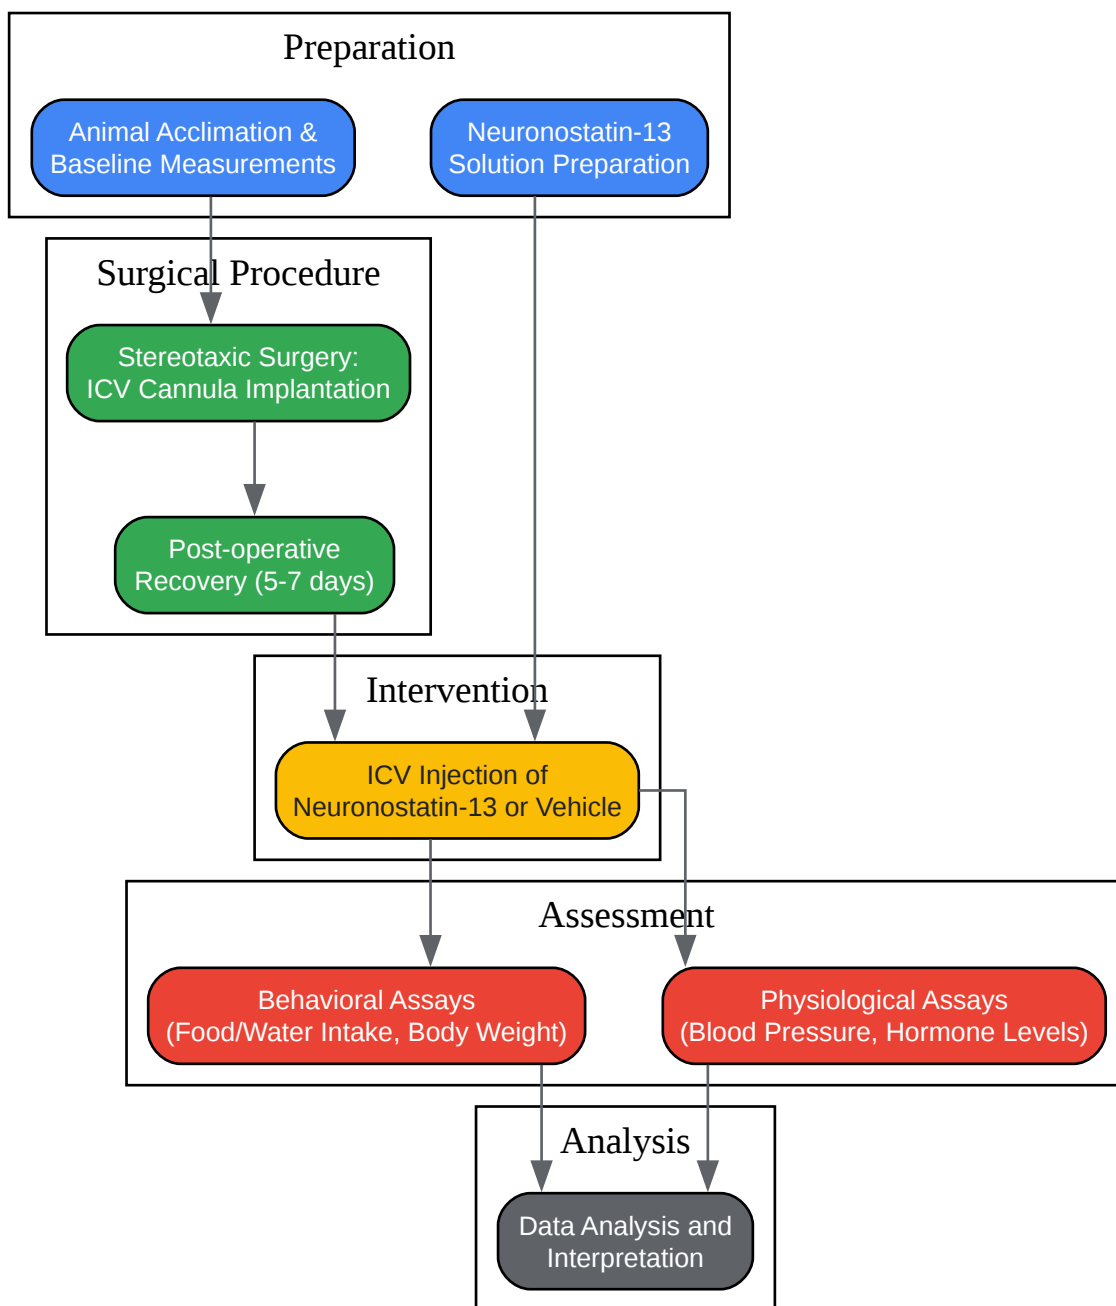 Preparation
Animal Acclimation &
Baseline Measurements
Neuronostatin-13
Solution Preparation
Surgical Procedure
Stereotaxic Surgery:
ICV Cannula Implantation
Post-operative
Recovery (5-7 days)
Intervention
ICV Injection of
Neuronostatin-13 or Vehicle
Assessment
Behavioral Assays
(Food/Water Intake, Body Weight)
Physiological Assays
(Blood Pressure, Hormone Levels)
Analysis
Data Analysis and
Interpretation